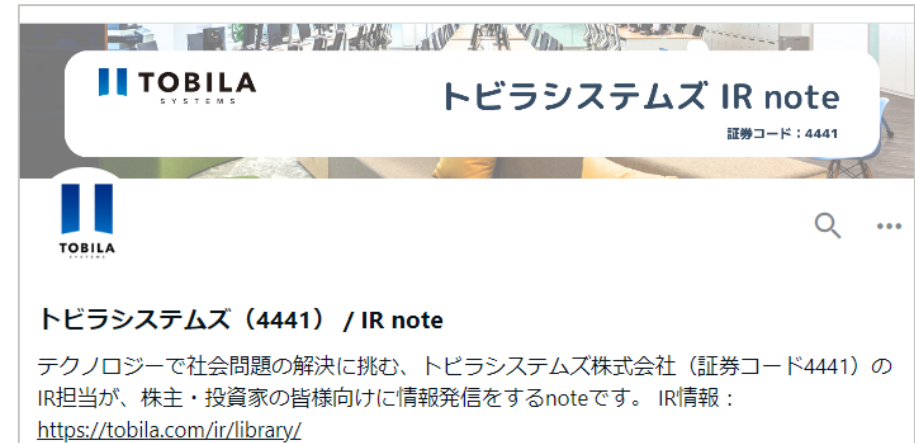 TOBILA
SYSTEMS
トビラシステムズ IR note
証券コード：4441
TOBILA
SYSTEMS
トビラシステムズ（4441） / IR note
テクノロジーで社会問題の解決に挑む、トビラシステムズ株式会社（証券コード4441）の
IR担当が、株主・投資家の皆様向けに情報発信をするnoteです。 IR情報：
https://tobila.com/ir/library/